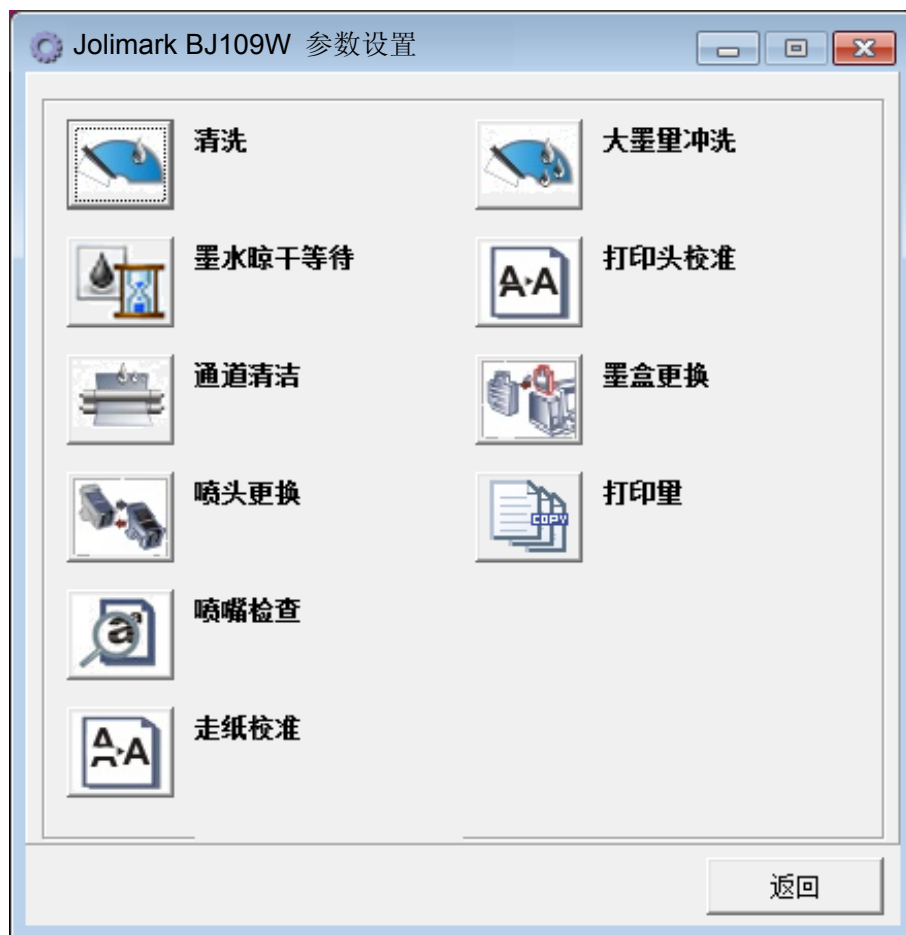 Jolimark BJ109W 参数设置
清洗
大墨量冲洗
墨水晾干等待
打印头校准
A A
通道清洁
墨盒更换
喷头更换
打印量
COPY
喷嘴检查
a a
走纸校准
A A
返回